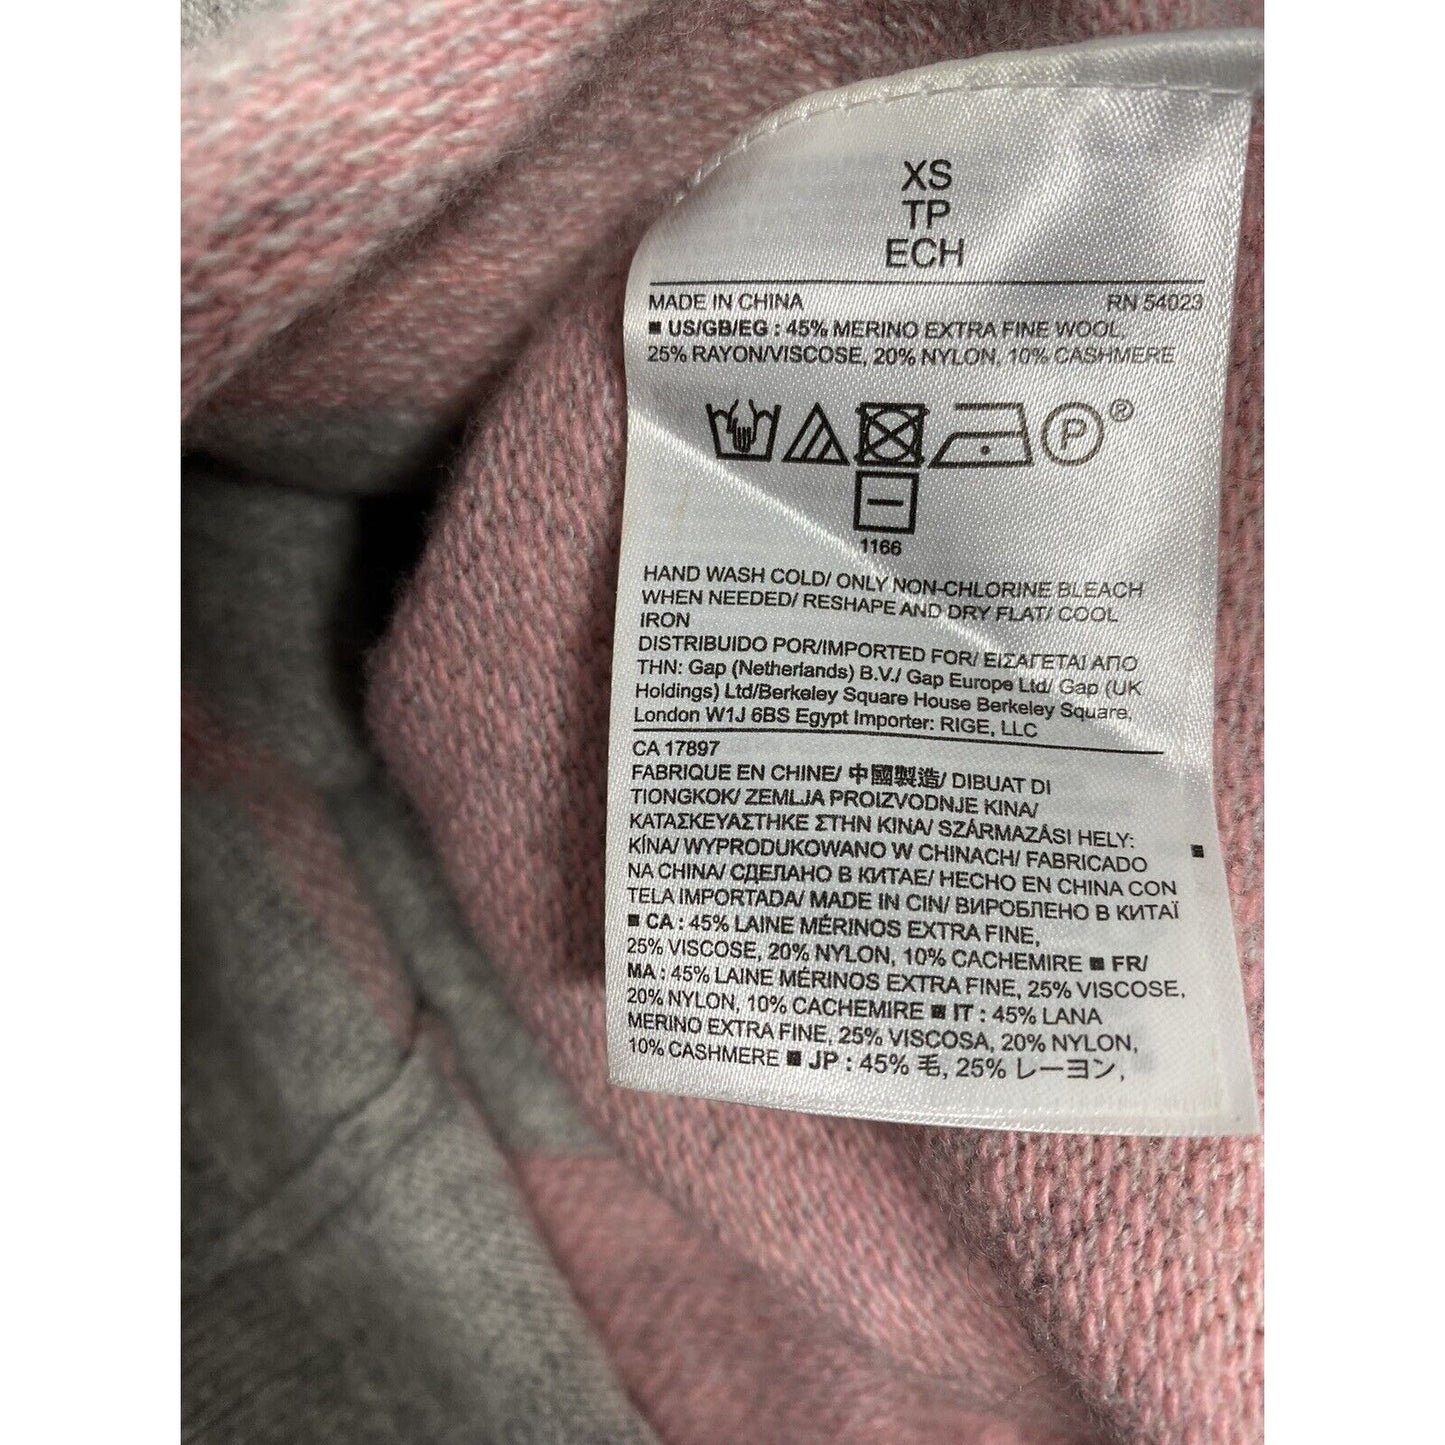 XS
TP
ECH
MADE IN CHINA RN 54023
■ US/GB/EG : 45% MERINO EXTRA FINE WOOL,
25% RAYON/VISCOSE, 20% NYLON, 10% CASHMERE
P ®
1166
HAND WASH COLD/ ONLY NON-CHLORINE BLEACH
WHEN NEEDED/ RESHAPE AND DRY FLAT/ COOL
IRON
DISTRIBUIDO POR/IMPORTED FOR/ ΕΙΣΑΓΕΤΑΙ ΑΠΟ
THN: Gap (Netherlands) B.V./ Gap Europe Ltd/ Gap (UK
Holdings) Ltd/Berkeley Square House Berkeley Square,
London W1J 6BS Egypt Importer: RIGE, LLC
CA 17897
FABRIQUE EN CHINE/ 中國製造/ DIBUAT DI
TIONGKOK/ ZEMLJA PROIZVODNJE KINA/
ΚΑΤΑΣΚΕΥΑΣΤΗΚΕ ΣΤΗΝ ΚΙΝΑ/ SZÁRMAZÁSI HELY:
KÍNA/ WYPRODUKOWANO W CHINACH/ FABRICADO
NA CHINA/ СДЕЛАНО В КИТАЕ/ HECHO EN CHINA CON
TELA IMPORTADA/ MADE IN CIN/ ВИРОБЛЕНО В КИТАЇ
■ CA : 45% LAINE MÉRINOS EXTRA FINE,
25% VISCOSE, 20% NYLON, 10% CACHEMIRE ■ FR/
MA : 45% LAINE MÉRINOS EXTRA FINE, 25% VISCOSE,
20% NYLON, 10% CACHEMIRE ■ IT : 45% LANA
MERINO EXTRA FINE, 25% VISCOSA, 20% NYLON,
10% CASHMERE ■ JP : 45% 毛, 25% レーヨン,